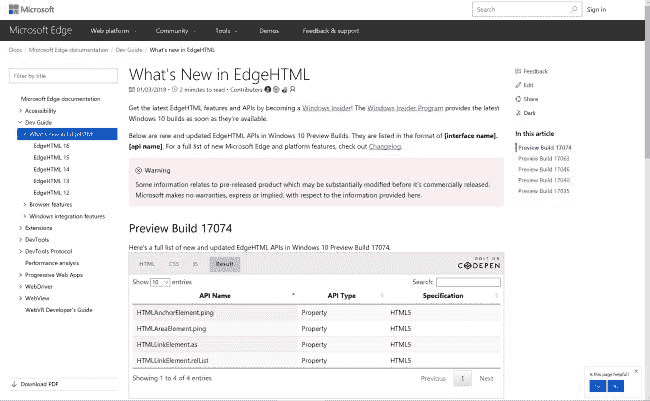 Microsoft
Search
Sign in
Microsoft Edge
Web platform
Community
Tools
Demos
Feedback & support
Docs / Microsoft Edge documentation / Dev Guide / What's new in EdgeHTML
Filter by title
Microsoft Edge documentation
Accessibility
Dev Guide
What's new in EdgeHTML
EdgeHTML 16
EdgeHTML 15
EdgeHTML 14
EdgeHTML 13
EdgeHTML 12
Browser features
Windows integration features
Extensions
DevTools
DevTools Protocol
Performance analysis
Progressive Web Apps
WebDriver
WebView
WebVR Developer's Guide
Download PDF
What's New in EdgeHTML
01/03/2018 • 2 minutes to read • Contributors
Get the latest EdgeHTML features and APIs by becoming a Windows Insider! The Windows Insider Program provides the latest
Windows 10 builds as soon as they're available.
Below are new and updated EdgeHTML APIs in Windows 10 Preview Builds. They are listed in the format of [interface name].
[api name]. For a full list of new Microsoft Edge and platform features, check out Changelog.
Warning
Some information relates to pre-released product which may be substantially modified before it's commercially released.
Microsoft makes no warranties, express or implied, with respect to the information provided here.
Preview Build 17074
Here's a full list of new and updated EdgeHTML APIs in Windows 10 Preview Build 17074.
HTML CSS JS Result
EDIT ON
CODEPEN
Show 10 entries
Search:
API Name API Type Specification
HTMLAnchorElement.ping Property HTML5
HTMLAreaElement.ping Property HTML5
HTMLLinkElement.as Property HTML5
HTMLLinkElement.relList Property HTML5
Showing 1 to 4 of 4 entries
Previous 1 Next
Feedback
Edit
Share
Dark
In this article
Preview Build 17074
Preview Build 17063
Preview Build 17046
Preview Build 17040
Preview Build 17035
Is this page helpful?